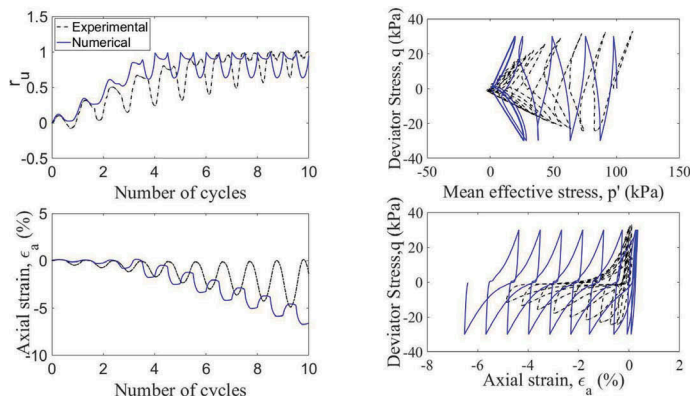 Experimental
Numerical
r_u
1.5
1
0.5
0
-0.5
0 2 4 6 8 10
Number of cycles
Deviator Stress, q (kPa)
40
20
0
-20
-40
-50 0 50 100 150
Mean effective stress, p' (kPa)
Axial strain, ϵ_a (%)
5
0
-5
-10
0 2 4 6 8 10
Number of cycles
Deviator Stress,q (kPa)
40
20
0
-20
-40
-8 -6 -4 -2 0 2
Axial strain, ϵ_a (%)